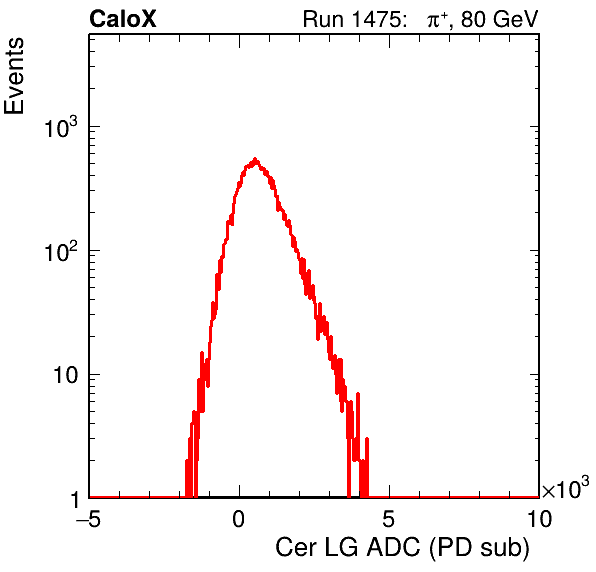 CaloX Run 1475: π⁺, 80 GeV
Events
10³
10²
10
1
−5 0 5 10
×10³
Cer LG ADC (PD sub)